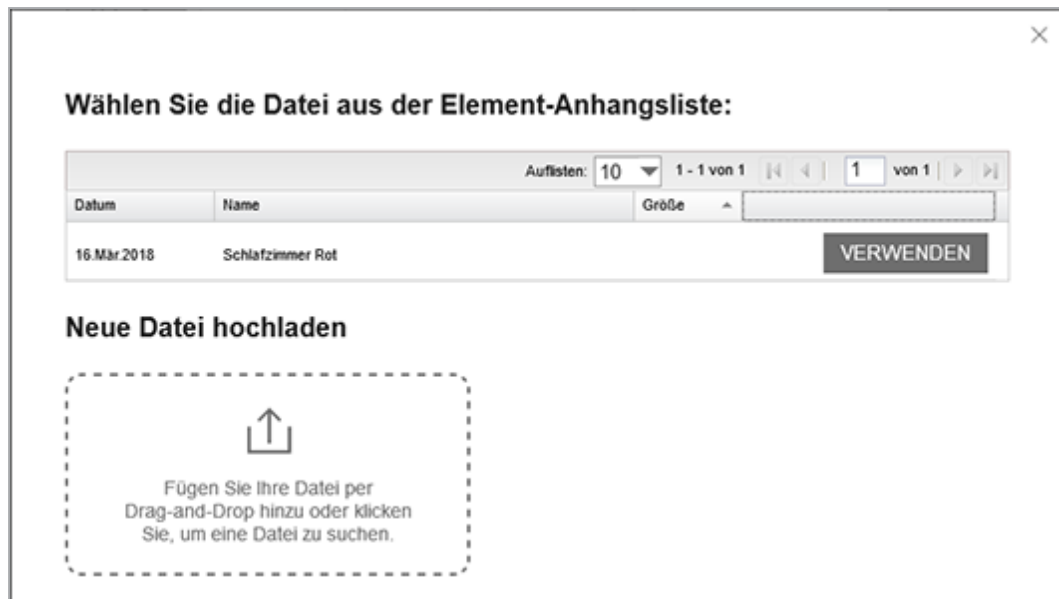 Wählen Sie die Datei aus der Element-Anhangsliste:
Auflisten: 10 1 - 1 von 1 1 von 1
Datum Name Größe
16.Mär.2018 Schlafzimmer Rot VERWENDEN
Neue Datei hochladen
Fügen Sie Ihre Datei per
Drag-and-Drop hinzu oder klicken
Sie, um eine Datei zu suchen.